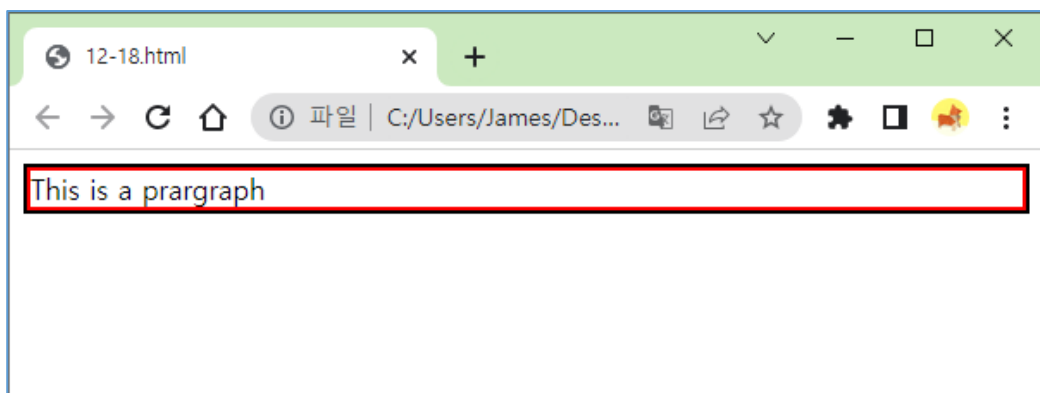 12-18.html
파일 | C:/Users/James/Des...
This is a prargraph